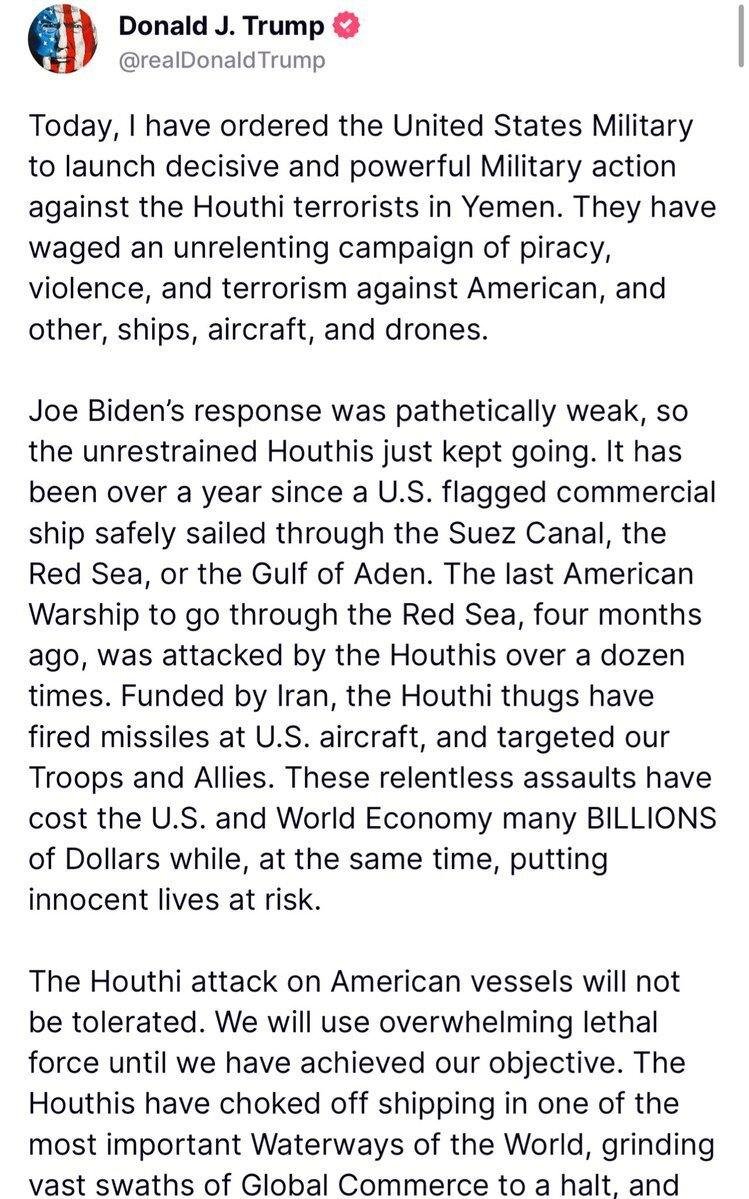 Donald J. Trump
@realDonaldTrump
Today, I have ordered the United States Military
to launch decisive and powerful Military action
against the Houthi terrorists in Yemen. They have
waged an unrelenting campaign of piracy,
violence, and terrorism against American, and
other, ships, aircraft, and drones.
Joe Biden’s response was pathetically weak, so
the unrestrained Houthis just kept going. It has
been over a year since a U.S. flagged commercial
ship safely sailed through the Suez Canal, the
Red Sea, or the Gulf of Aden. The last American
Warship to go through the Red Sea, four months
ago, was attacked by the Houthis over a dozen
times. Funded by Iran, the Houthi thugs have
fired missiles at U.S. aircraft, and targeted our
Troops and Allies. These relentless assaults have
cost the U.S. and World Economy many BILLIONS
of Dollars while, at the same time, putting
innocent lives at risk.
The Houthi attack on American vessels will not
be tolerated. We will use overwhelming lethal
force until we have achieved our objective. The
Houthis have choked off shipping in one of the
most important Waterways of the World, grinding
vast swaths of Global Commerce to a halt, and